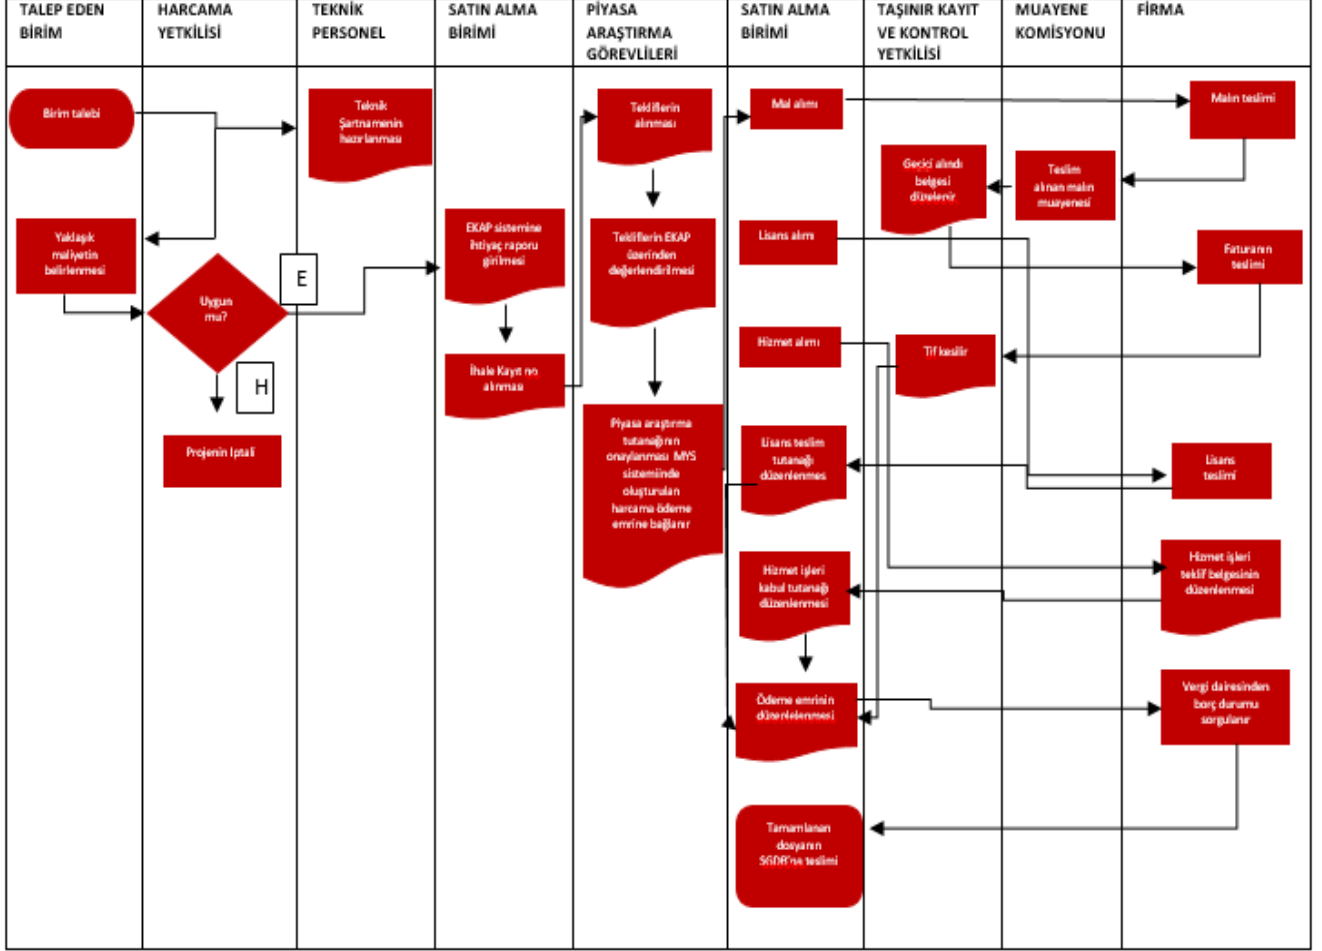 TALEP EDEN
BİRİM
HARCAMA
YETKİLİSİ
TEKNİK
PERSONEL
SATIN ALMA
BİRİMİ
PİYASA
ARAŞTIRMA
GÖREVLİLERİ
SATIN ALMA
BİRİMİ
TAŞINIR KAYIT
VE KONTROL
YETKİLİSİ
MUAYENE
KOMİSYONU
FİRMA
Birim talebi
Yaklaşık
maliyetin
belirlenmesi
Uygun
mu?
E
H
Projenin İptali
Teknik
Şartnamenin
hazırlanması
EKAP sistemine
ihtiyaç raporu
girilmesi
İhale Kayıt no
alınması
Tekliflerin
alınması
Tekliflerin EKAP
üzerinden
değerlendirilmesi
Piyasa araştırma
tutanağının
onaylanması MYS
sistemiinde
oluşturulan
harcama ödeme
emrine bağlanır
Mal alımı
Lisans alımı
Hizmet alımı
Lisans teslim
tutanağı
düzenlenmes
Hizmet işleri
kabul tutanağı
düzenlenmesi
Ödeme emrinin
düzenlelenmesi
Tamamlanan
dosyanın
SGDB'na teslimi
Geçici alındı
belgesi
düzelenir
Tif kesilir
Teslim
alınan malın
muayenesi
Malın teslimi
Faturanın
teslimi
Lisans
teslimi
Hizmet işleri
teklif belgesinin
düzenlenmesi
Vergi dairesinden
borç durumu
sorgulanır